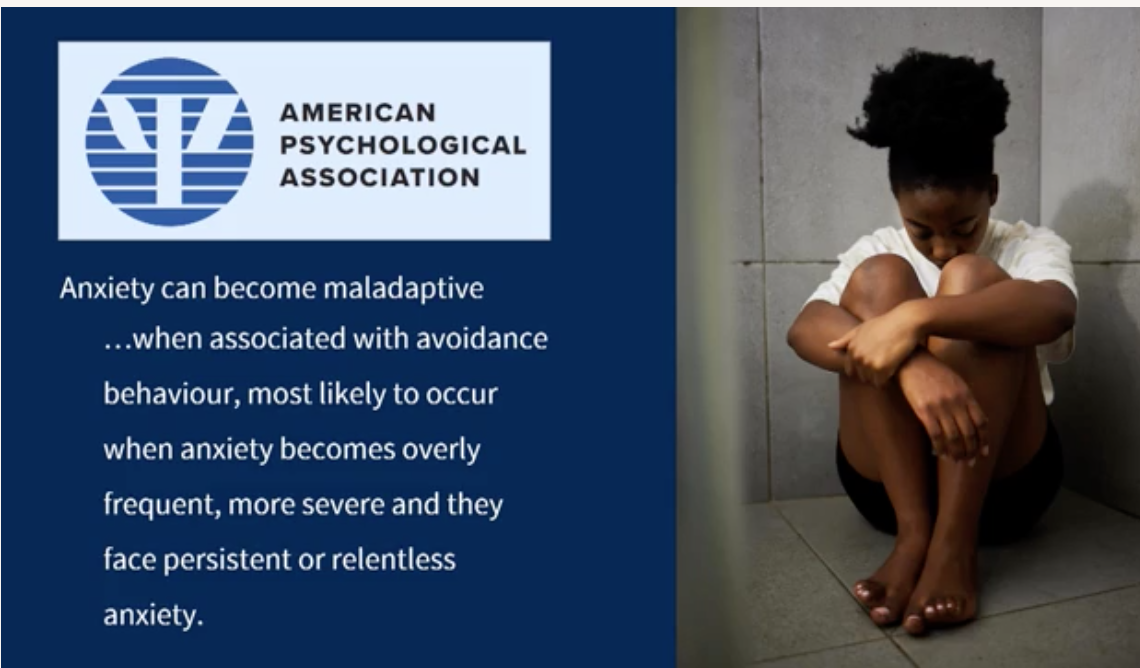 AMERICAN
PSYCHOLOGICAL
ASSOCIATION
Anxiety can become maladaptive
…when associated with avoidance
behaviour, most likely to occur
when anxiety becomes overly
frequent, more severe and they
face persistent or relentless
anxiety.